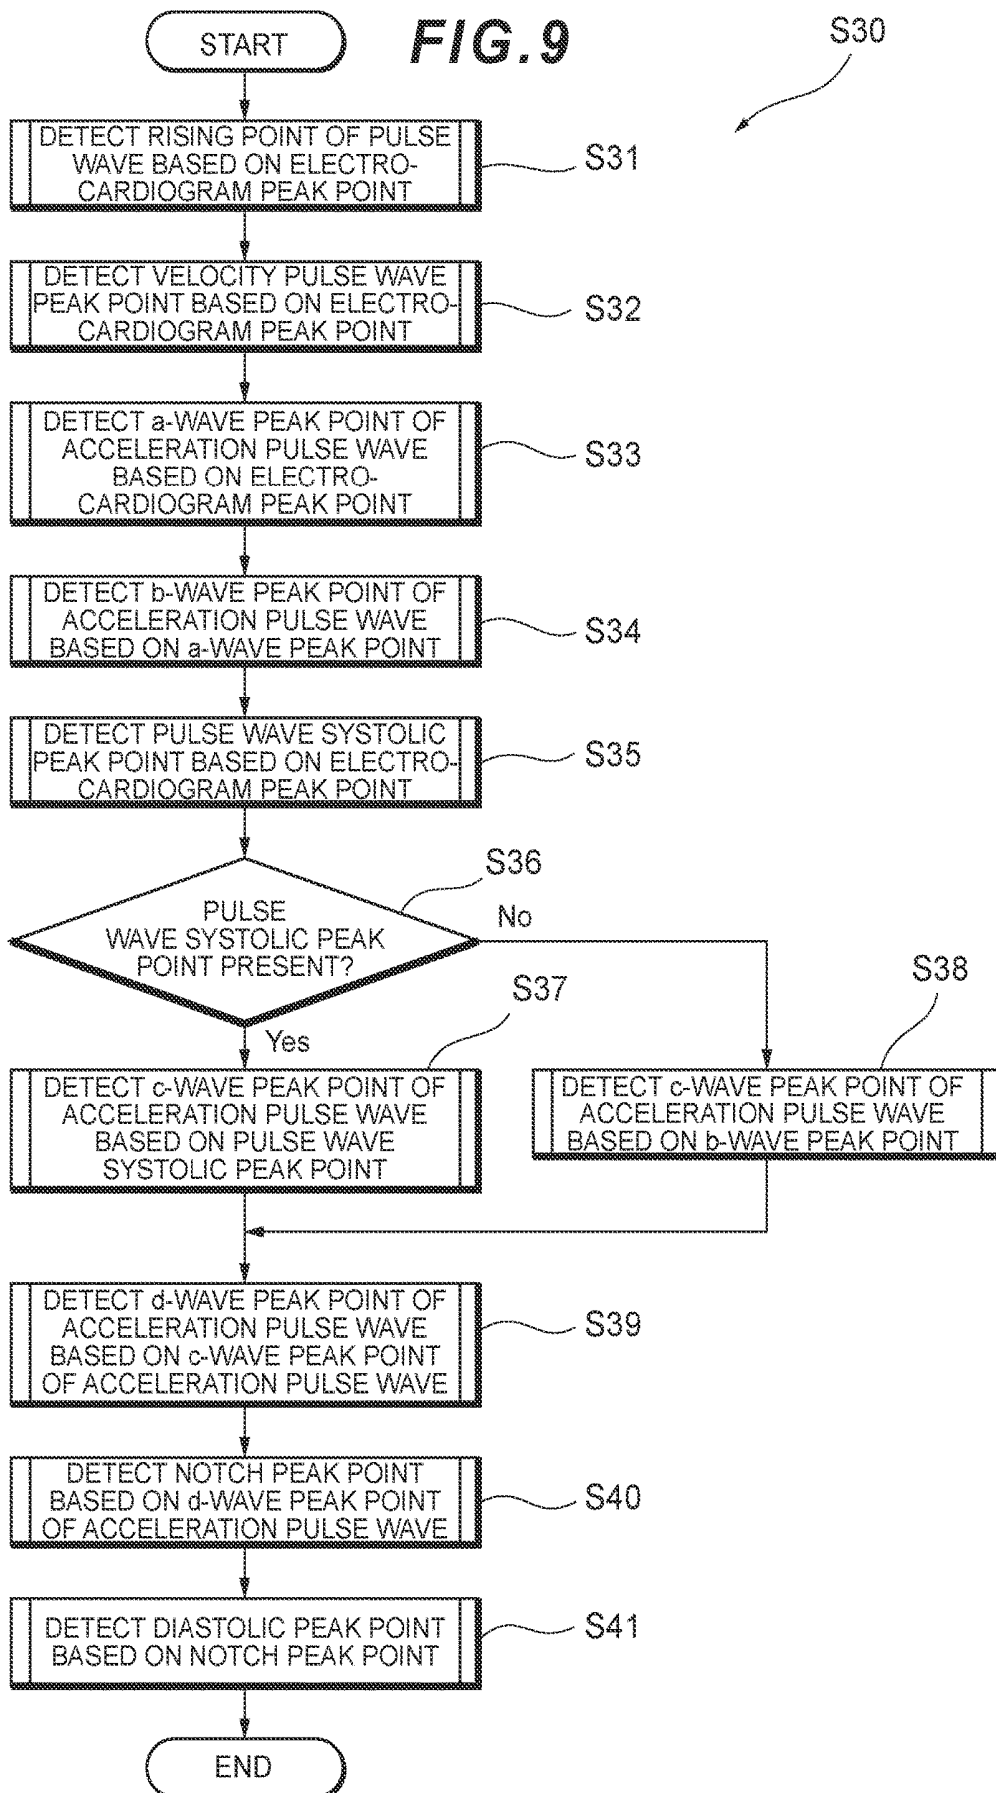 START
FIG.9
S30
DETECT RISING POINT OF PULSE
WAVE BASED ON ELECTRO-
CARDIOGRAM PEAK POINT
S31
DETECT VELOCITY PULSE WAVE
PEAK POINT BASED ON ELECTRO-
CARDIOGRAM PEAK POINT
S32
DETECT a-WAVE PEAK POINT OF
ACCELERATION PULSE WAVE
BASED ON ELECTRO-
CARDIOGRAM PEAK POINT
S33
DETECT b-WAVE PEAK POINT OF
ACCELERATION PULSE WAVE
BASED ON a-WAVE PEAK POINT
S34
DETECT PULSE WAVE SYSTOLIC
PEAK POINT BASED ON ELECTRO-
CARDIOGRAM PEAK POINT
S35
S36
PULSE
WAVE SYSTOLIC PEAK
POINT PRESENT?
No
Yes
S37
DETECT c-WAVE PEAK POINT OF
ACCELERATION PULSE WAVE
BASED ON PULSE WAVE
SYSTOLIC PEAK POINT
S38
DETECT c-WAVE PEAK POINT OF
ACCELERATION PULSE WAVE
BASED ON b-WAVE PEAK POINT
DETECT d-WAVE PEAK POINT OF
ACCELERATION PULSE WAVE
BASED ON c-WAVE PEAK POINT
OF ACCELERATION PULSE WAVE
S39
DETECT NOTCH PEAK POINT
BASED ON d-WAVE PEAK POINT
OF ACCELERATION PULSE WAVE
S40
DETECT DIASTOLIC PEAK POINT
BASED ON NOTCH PEAK POINT
S41
END